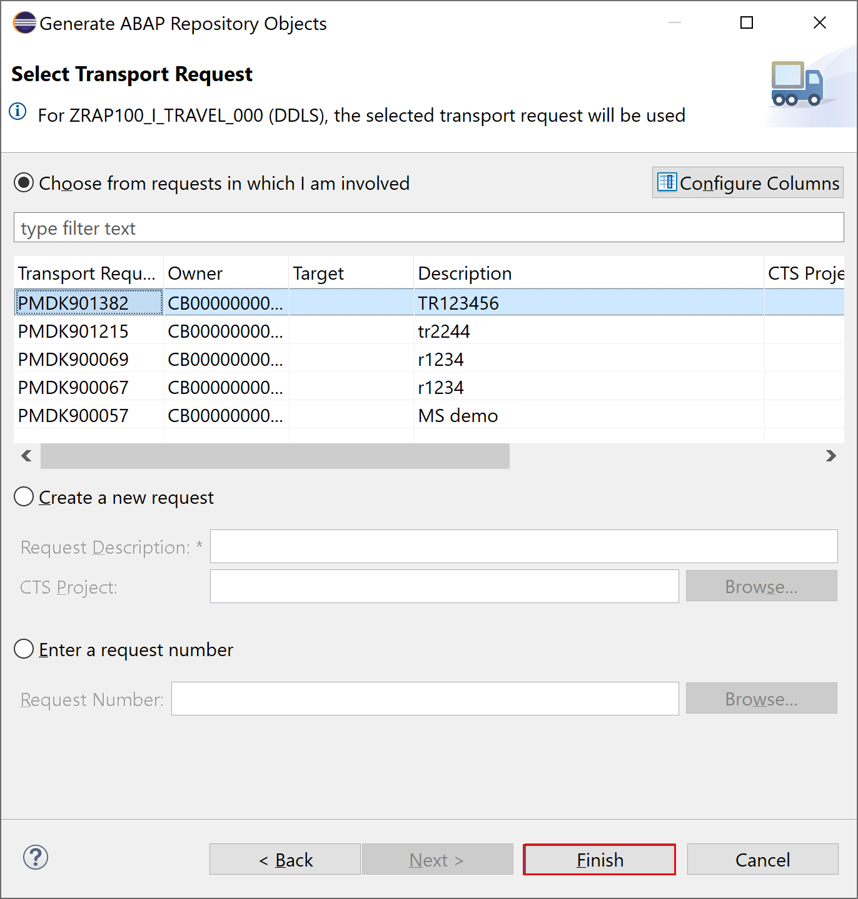 Generate ABAP Repository Objects
Select Transport Request
For ZRAP100_I_TRAVEL_000 (DDLS), the selected transport request will be used
Choose from requests in which I am involved
Configure Columns
type filter text
Transport Requ... Owner Target Description CTS Proje
PMDK901382 CB00000000... TR123456
PMDK901215 CB00000000... tr2244
PMDK900069 CB00000000... r1234
PMDK900067 CB00000000... r1234
PMDK900057 CB00000000... MS demo
Create a new request
Request Description: *
CTS Project: Browse...
Enter a request number
Request Number: Browse...
< Back Next > Finish Cancel